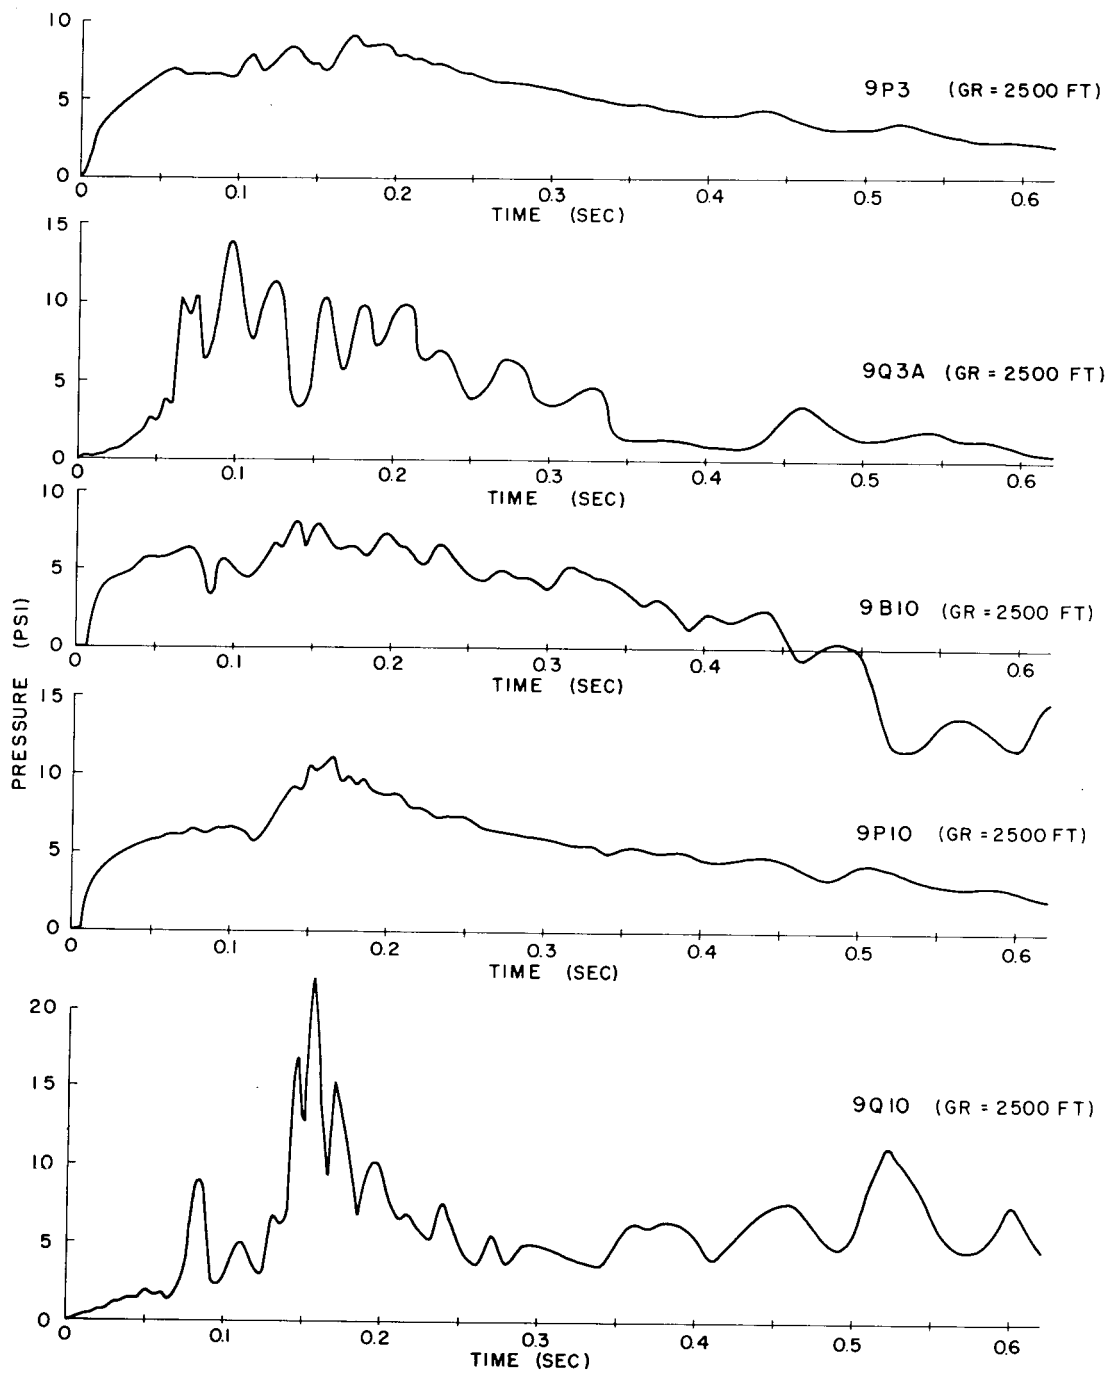 10
5
0
9P3 (GR = 2500 FT)
0 0.1 0.2 0.3 0.4 0.5 0.6
TIME (SEC)
15
10
5
0
9Q3A (GR = 2500 FT)
0 0.1 0.2 0.3 0.4 0.5 0.6
TIME (SEC)
10
5
0
9B10 (GR = 2500 FT)
0 0.1 0.2 0.3 0.4 0.5 0.6
TIME (SEC)
PRESSURE (PSI)
15
10
5
0
9P10 (GR = 2500 FT)
0 0.1 0.2 0.3 0.4 0.5 0.6
TIME (SEC)
20
15
10
5
0
9Q10 (GR = 2500 FT)
0 0.1 0.2 0.3 0.4 0.5 0.6
TIME (SEC)